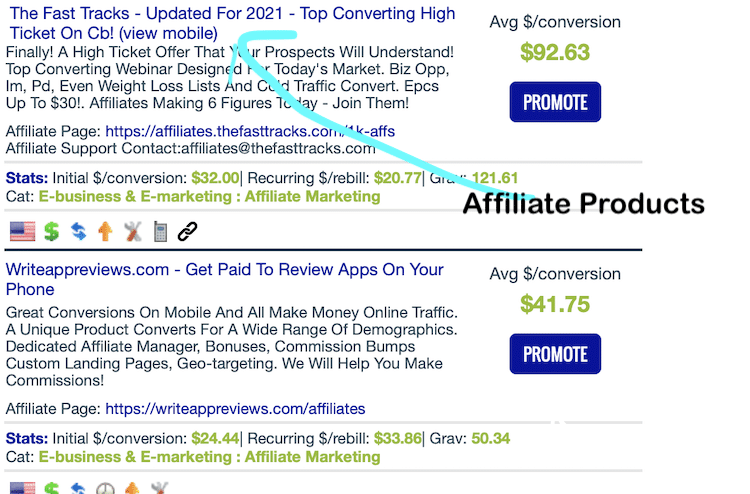 The Fast Tracks - Updated For 2021 - Top Converting High
Ticket On Cb! (view mobile)
Avg $/conversion
$92.63
Finally! A High Ticket Offer That Your Prospects Will Understand!
Top Converting Webinar Designed For Today's Market. Biz Opp,
Im, Pd, Even Weight Loss Lists And Cold Traffic Convert. Epcs
Up To $30!. Affiliates Making 6 Figures Today - Join Them!
PROMOTE
Affiliate Page: https://affiliates.thefasttracks.com/1k-affs
Affiliate Support Contact:affiliates@thefasttracks.com
Stats: Initial $/conversion: $32.00| Recurring $/rebill: $20.77| Grav: 121.61
Cat: E-business & E-marketing : Affiliate Marketing
Affiliate Products
Writeappreviews.com - Get Paid To Review Apps On Your
Phone
Avg $/conversion
$41.75
Great Conversions On Mobile And All Make Money Online Traffic.
A Unique Product Converts For A Wide Range Of Demographics.
Dedicated Affiliate Manager, Bonuses, Commission Bumps
Custom Landing Pages, Geo-targeting. We Will Help You Make
Commissions!
PROMOTE
Affiliate Page: https://writeappreviews.com/affiliates
Stats: Initial $/conversion: $24.44| Recurring $/rebill: $33.86| Grav: 50.34
Cat: E-business & E-marketing : Affiliate Marketing